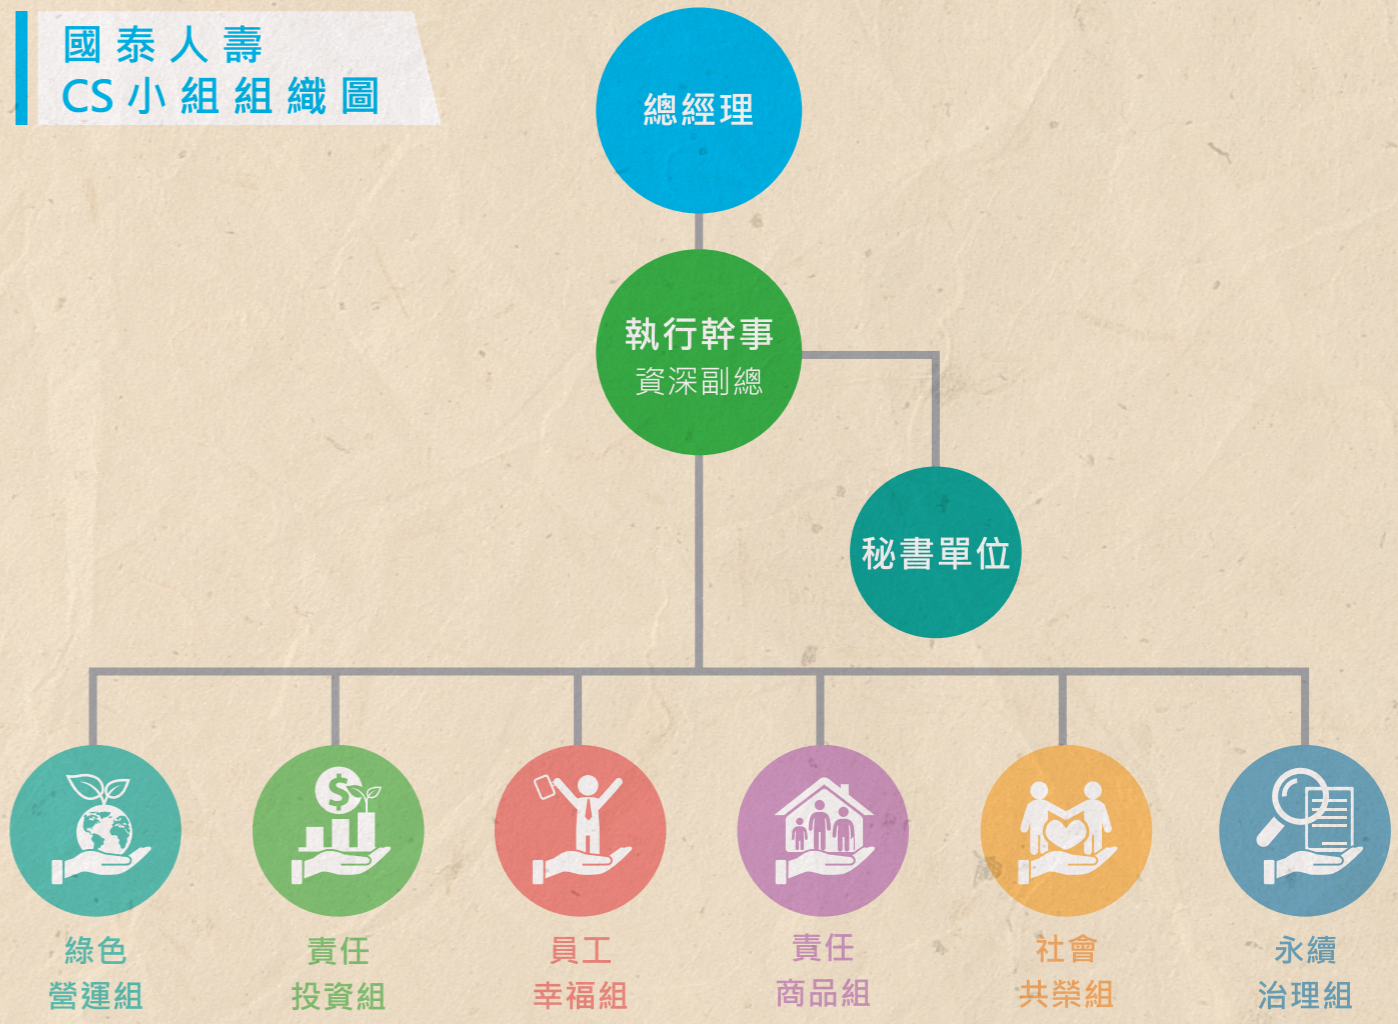 國泰人壽
CS小組組織圖
總經理
執行幹事
資深副總
秘書單位
綠色
營運組
責任
投資組
員工
幸福組
責任
商品組
社會
共榮組
永續
治理組